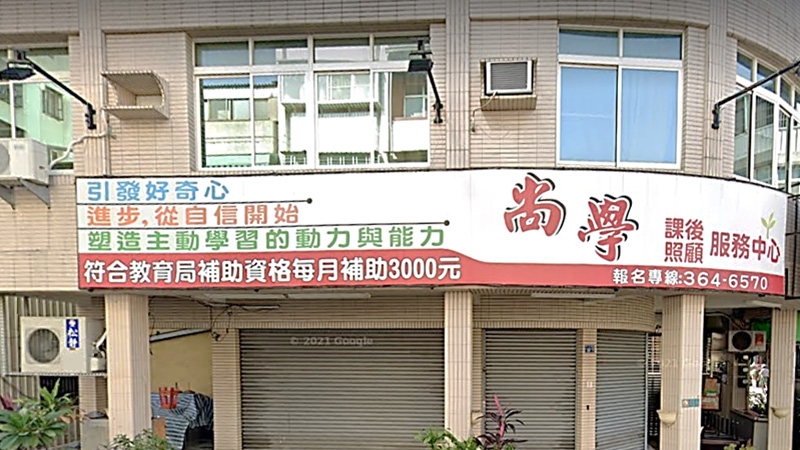 引發好奇心
進步,從自信開始
塑造主動學習的動力與能力
符合教育局補助資格每月補助3000元
尚學
課後照顧
服務中心
報名專線:364-6570
© 2021 Google
2021 Google